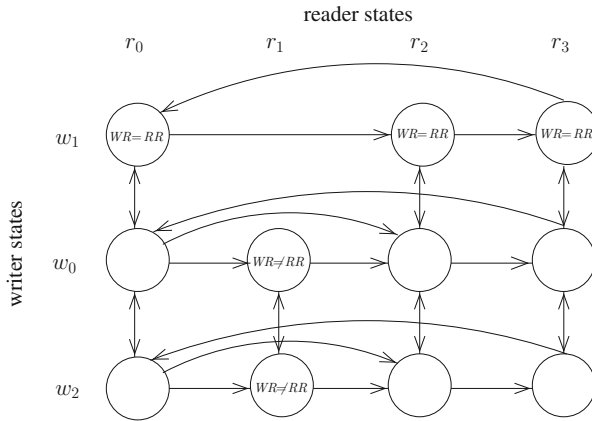 reader states
r₀ r₁ r₂ r₃
w₁ WR=RR WR=RR WR=RR
writer states
w₀ WR≠RR
w₂ WR≠RR